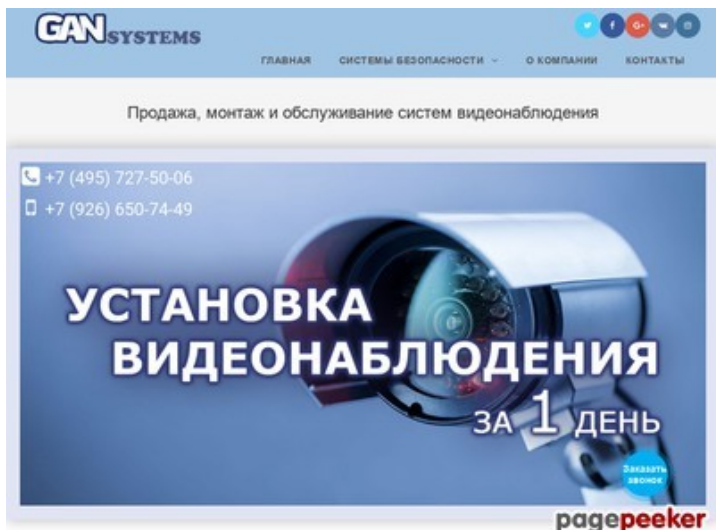 GAN SYSTEMS
ГЛАВНАЯ СИСТЕМЫ БЕЗОПАСНОСТИ О КОМПАНИИ КОНТАКТЫ
Продажа, монтаж и обслуживание систем видеонаблюдения
+7 (495) 727-50-06
+7 (926) 650-74-49
УСТАНОВКА
ВИДЕОНАБЛЮДЕНИЯ
ЗА 1 ДЕНЬ
Заказать
звонок
pagepeeker